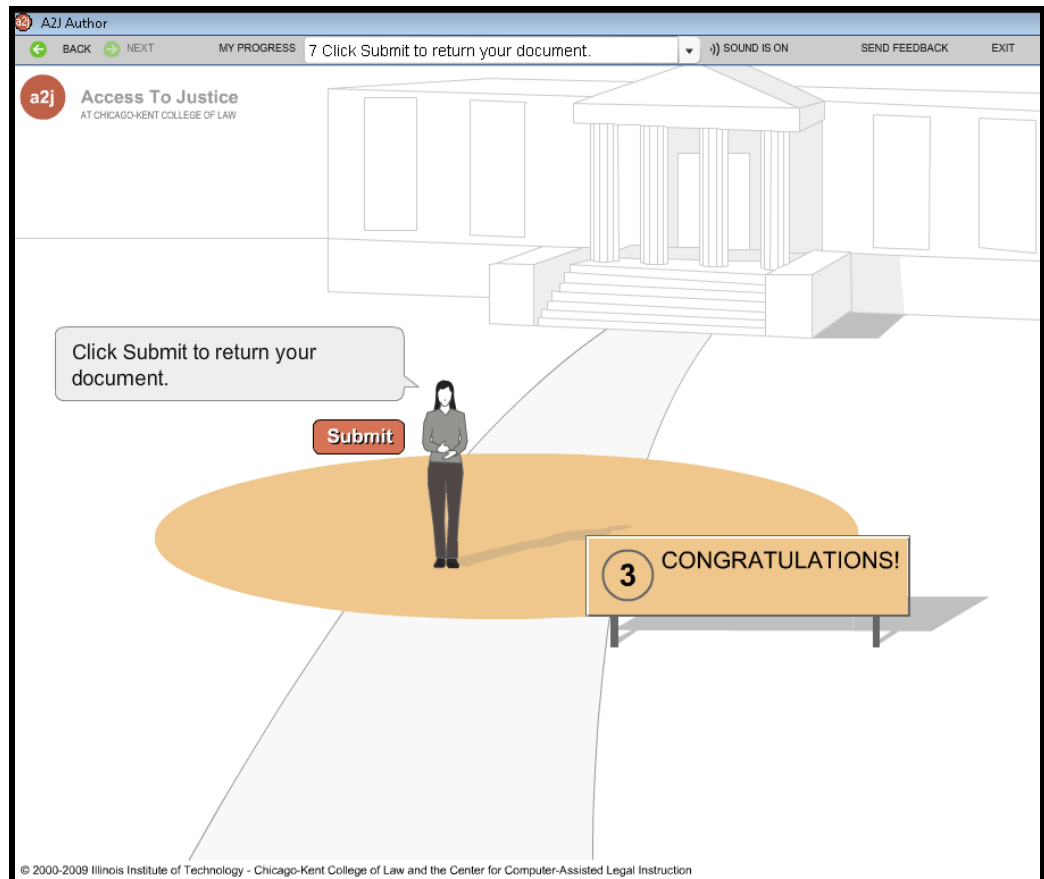 a2j A2J Author
BACK NEXT MY PROGRESS 7 Click Submit to return your document. SOUND IS ON SEND FEEDBACK EXIT
a2j Access To Justice
AT CHICAGO-KENT COLLEGE OF LAW
Click Submit to return your
document.
Submit
3 CONGRATULATIONS!
© 2000-2009 Illinois Institute of Technology - Chicago-Kent College of Law and the Center for Computer-Assisted Legal Instruction